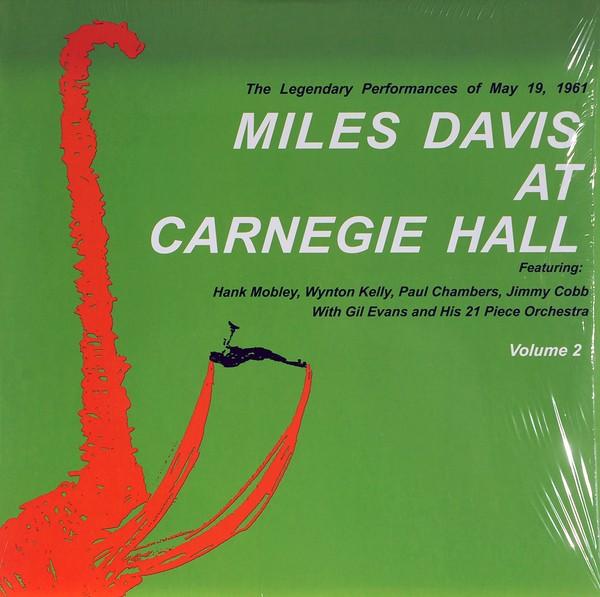 The Legendary Performances of May 19, 1961
MILES DAVIS
AT
CARNEGIE HALL
Featuring:
Hank Mobley, Wynton Kelly, Paul Chambers, Jimmy Cobb
With Gil Evans and His 21 Piece Orchestra
Volume 2